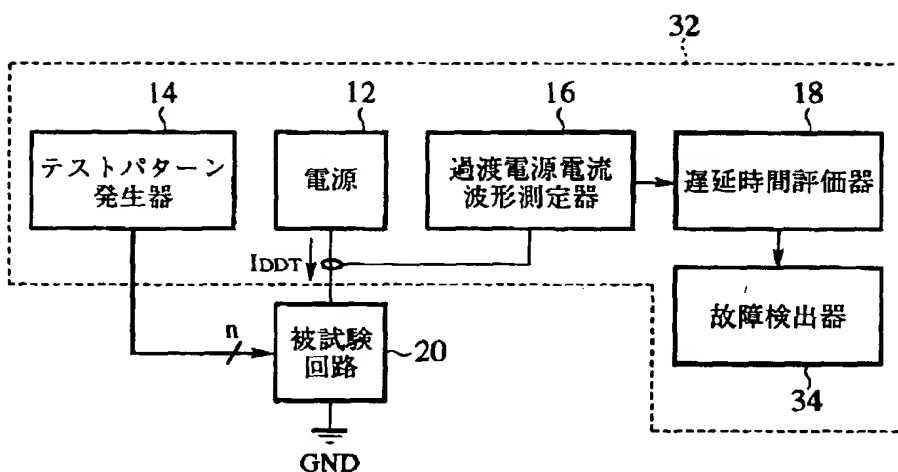 32
14
12
16
18
テストパターン
発生器
電源
過渡電源電流
波形測定器
遅延時間評価器
IDDT
故障検出器
n
被試験
回路
20
34
GND